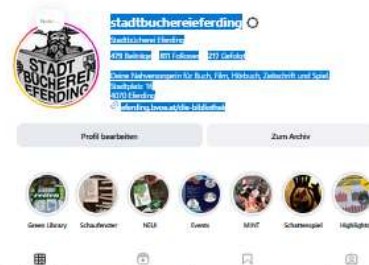 stadtbuechereieferding
Stadtbücherei Eferding
479 Beiträge 811 Follower 217 Gefolgt
Deine Nahversorgerin für Buch, Film, Hörbuch, Zeitschrift und Spiel.
Stadtplatz 16
4070 Eferding
eferding.bvoe.at/die-bibliothek
STADT
BÜCHEREI
EFERDING
Profil bearbeiten Zum Archiv
Green Library Schaufenster NEU! Events MINT Schattenspiel Highlights